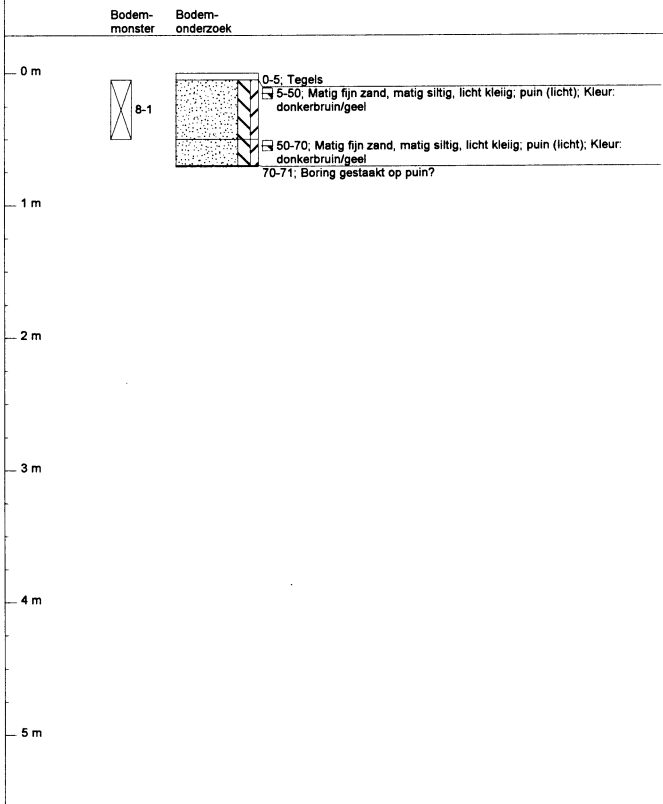 Bodem-
monster
Bodem-
onderzoek
0 m
0-5; Tegels
5-50; Matig fijn zand, matig siltig, licht kleiig; puin (licht); Kleur:
donkerbruin/geel
8-1
50-70; Matig fijn zand, matig siltig, licht kleiig; puin (licht); Kleur:
donkerbruin/geel
70-71; Boring gestaakt op puin?
1 m
2 m
3 m
4 m
5 m